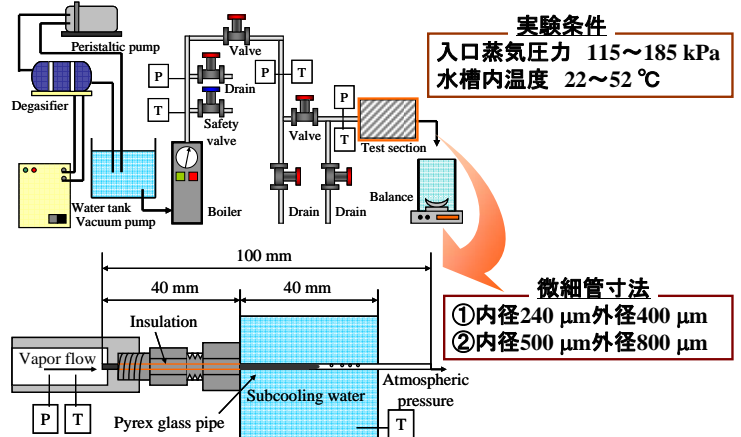 Peristaltic pump
Degasifier
Water tank
Vacuum pump
Boiler
P
T
Valve
Drain
Safety
valve
P
T
Valve
Drain
Drain
P
T
Test section
Balance
実験条件
入口蒸気圧力 115～185 kPa
水槽内温度 22～52 ℃
微細管寸法
①内径240 μm外径400 μm
②内径500 μm外径800 μm
100 mm
40 mm
40 mm
Insulation
Vapor flow
P
T
Pyrex glass pipe
Subcooling water
T
Atmospheric
pressure